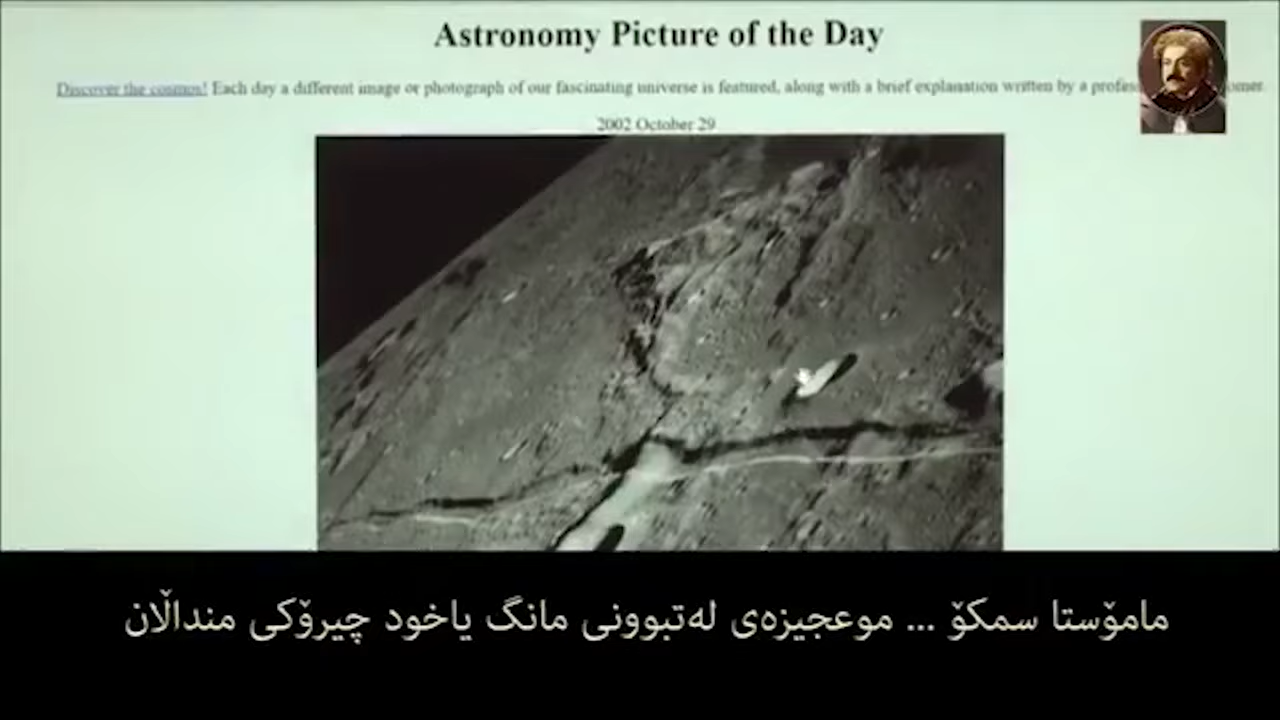 Astronomy Picture of the Day
Discover the cosmos! Each day a different image or photograph of our fascinating universe is featured, along with a brief explanation written by a
2002 October 29
مامۆستا سمکۆ ... موعجیزەی لەتبوونی مانگ یاخود چیرۆکی منداڵان